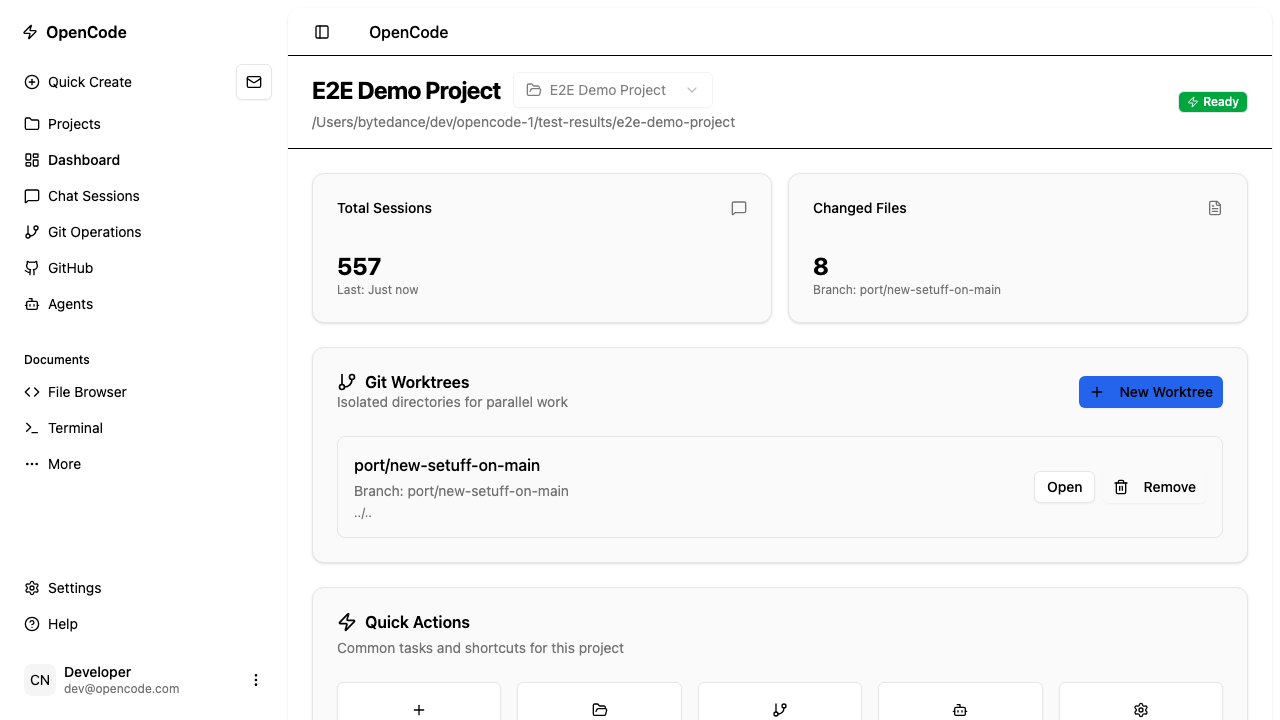 OpenCode
Quick Create
Projects
Dashboard
Chat Sessions
Git Operations
GitHub
Agents
Documents
File Browser
Terminal
More
Settings
Help
CN
Developer
dev@opencode.com
OpenCode
E2E Demo Project
E2E Demo Project
/Users/bytedance/dev/opencode-1/test-results/e2e-demo-project
Ready
Total Sessions
557
Last: Just now
Changed Files
8
Branch: port/new-setuff-on-main
Git Worktrees
Isolated directories for parallel work
New Worktree
port/new-setuff-on-main
Branch: port/new-setuff-on-main
../..
Open
Remove
Quick Actions
Common tasks and shortcuts for this project